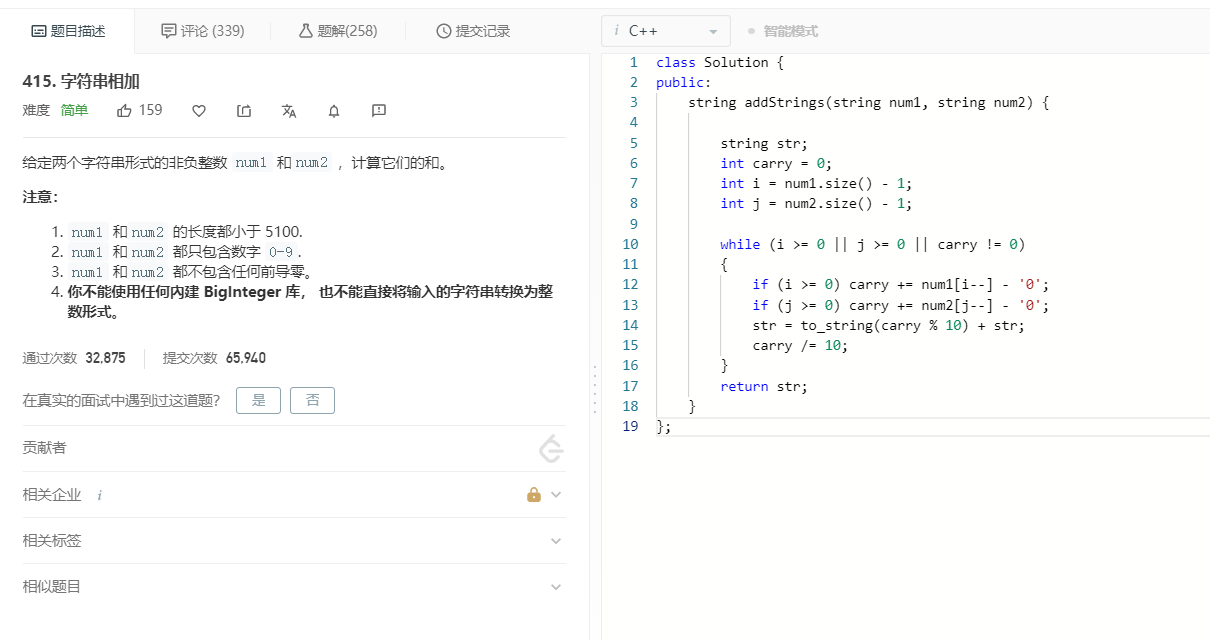 题目描述
评论 (339)
题解(258)
提交记录
i C++
智能模式
415. 字符串相加
难度 简单 159
给定两个字符串形式的非负整数 num1 和 num2 ，计算它们的和。
注意：
1. num1 和 num2 的长度都小于 5100.
2. num1 和 num2 都只包含数字 0-9 .
3. num1 和 num2 都不包含任何前导零。
4. 你不能使用任何內建 BigInteger 库， 也不能直接将输入的字符串转换为整
数形式。
通过次数 32,875 提交次数 65,940
在真实的面试中遇到过这道题？ 是 否
贡献者
相关企业 i
相关标签
相似题目
1 class Solution {
2 public:
3 string addStrings(string num1, string num2) {
4
5 string str;
6 int carry = 0;
7 int i = num1.size() - 1;
8 int j = num2.size() - 1;
9
10 while (i >= 0 || j >= 0 || carry != 0)
11 {
12 if (i >= 0) carry += num1[i--] - '0';
13 if (j >= 0) carry += num2[j--] - '0';
14 str = to_string(carry % 10) + str;
15 carry /= 10;
16 }
17 return str;
18 }
19 };